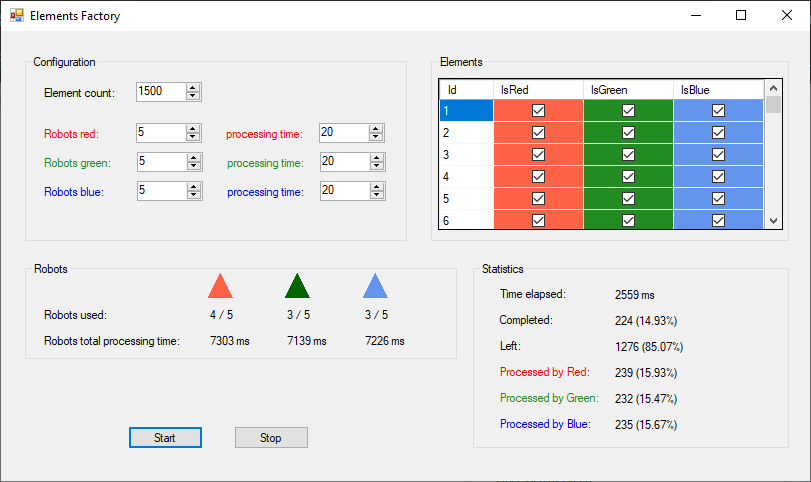 Elements Factory
Configuration
Element count: 1500
Robots red: 5 processing time: 20
Robots green: 5 processing time: 20
Robots blue: 5 processing time: 20
Elements
Id IsRed IsGreen IsBlue
1
2
3
4
5
6
Robots
Robots used: 4 / 5 3 / 5 3 / 5
Robots total processing time: 7303 ms 7139 ms 7226 ms
Statistics
Time elapsed: 2559 ms
Completed: 224 (14.93%)
Left: 1276 (85.07%)
Processed by Red: 239 (15.93%)
Processed by Green: 232 (15.47%)
Processed by Blue: 235 (15.67%)
Start Stop